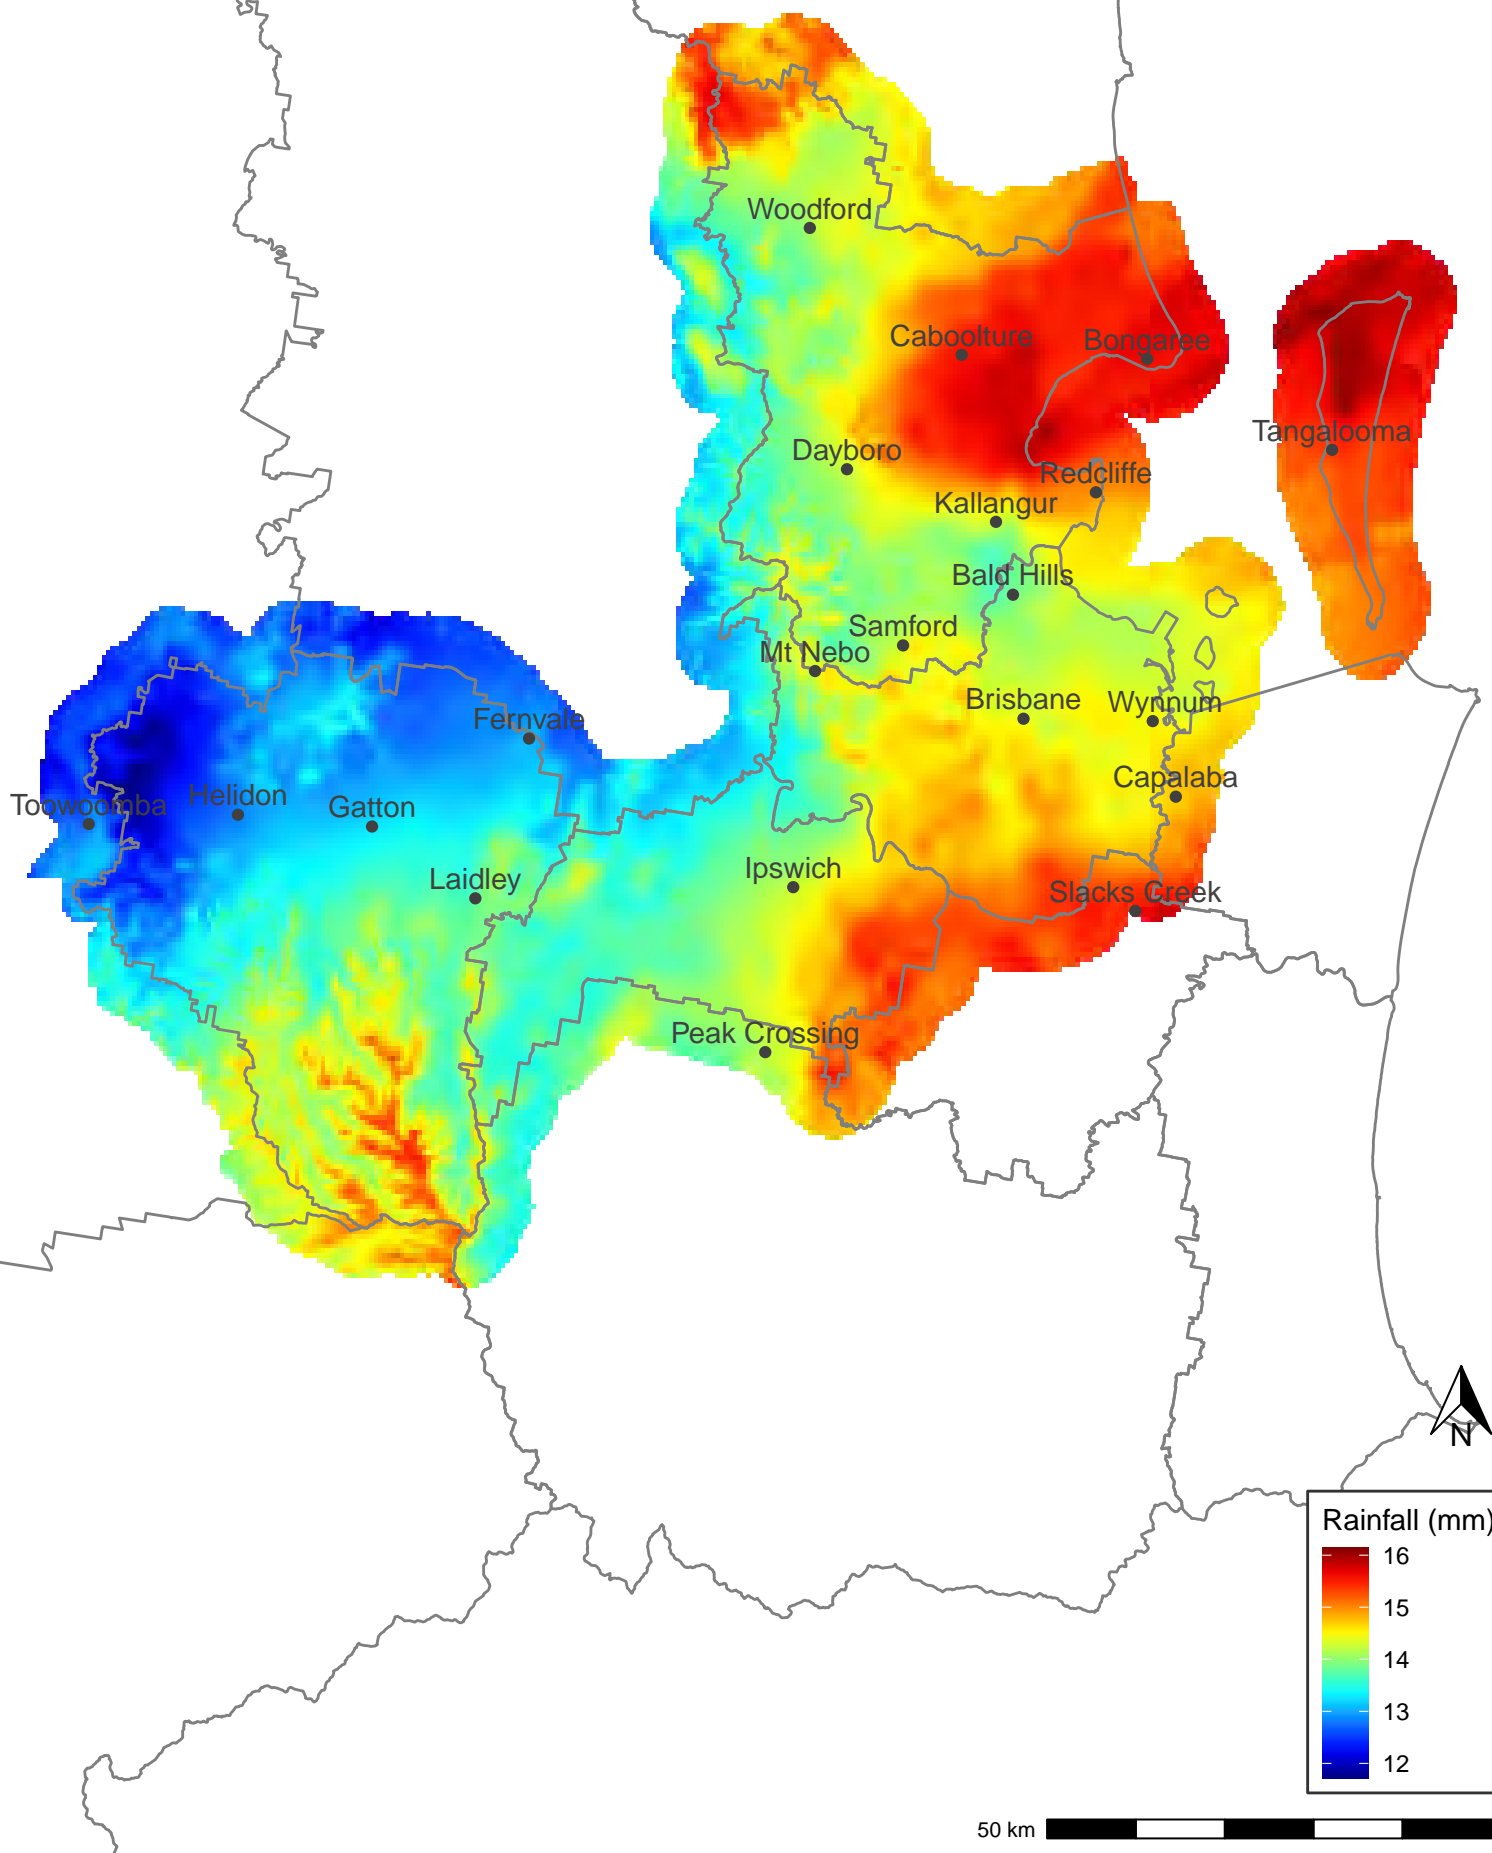 Woodford
Caboolture
Bongaree
Tangalooma
Dayboro
Redcliffe
Kallangur
Bald Hills
Samford
Mt Nebo
Brisbane
Wynnum
Fernvale
Capalaba
Toowoomba
Helidon
Gatton
Ipswich
Laidley
Slacks Creek
Peak Crossing
N
Rainfall (mm)
16
15
14
13
12
50 km